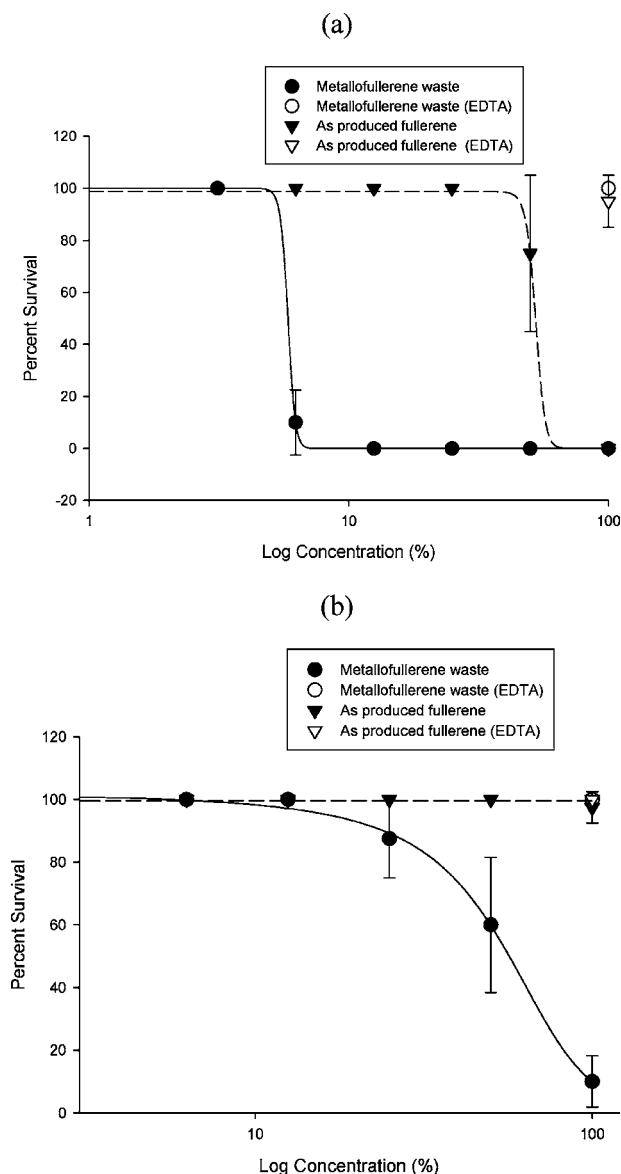 (a)
Metallofullerene waste
Metallofullerene waste (EDTA)
As produced fullerene
As produced fullerene (EDTA)
120
100
80
60
40
20
0
-20
Percent Survival
1
10
100
Log Concentration (%)
(b)
Metallofullerene waste
Metallofullerene waste (EDTA)
As produced fullerene
As produced fullerene (EDTA)
120
100
80
60
40
20
0
Percent Survival
10
100
Log Concentration (%)